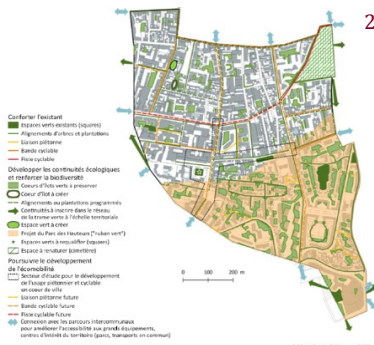 2
Conforter l'existant
Espaces verts existants (squares)
Alignements d'arbres et plantations
Liaison piétonne
Bande cyclable
Piste cyclable
Développer les continuités écologiques
et renforcer la biodiversité
Cœurs d'îlots verts à préserver
Cœur d'îlot à créer
Alignements ou plantations programmés
Continuités à inscrire dans le réseau
de la trame verte à l'échelle territoriale
Espace vert à créer
Projet du Parc des Hauteurs ("ruban vert")
Espaces verts à requalifier (squares)
Espace à renaturer (cimetière)
Poursuivre le développement
de l'écomobilité
Secteur d'étude pour le développement
de l'usage piétonnier et cyclable
en cœur de ville
Liaison piétonne future
Bande cyclable future
Piste cyclable future
Connexion avec les parcours intercommunaux
pour améliorer l'accessibilité aux grands équipements,
centres d'intérêt du territoire (parcs, transports en commun)
0 100 200 m